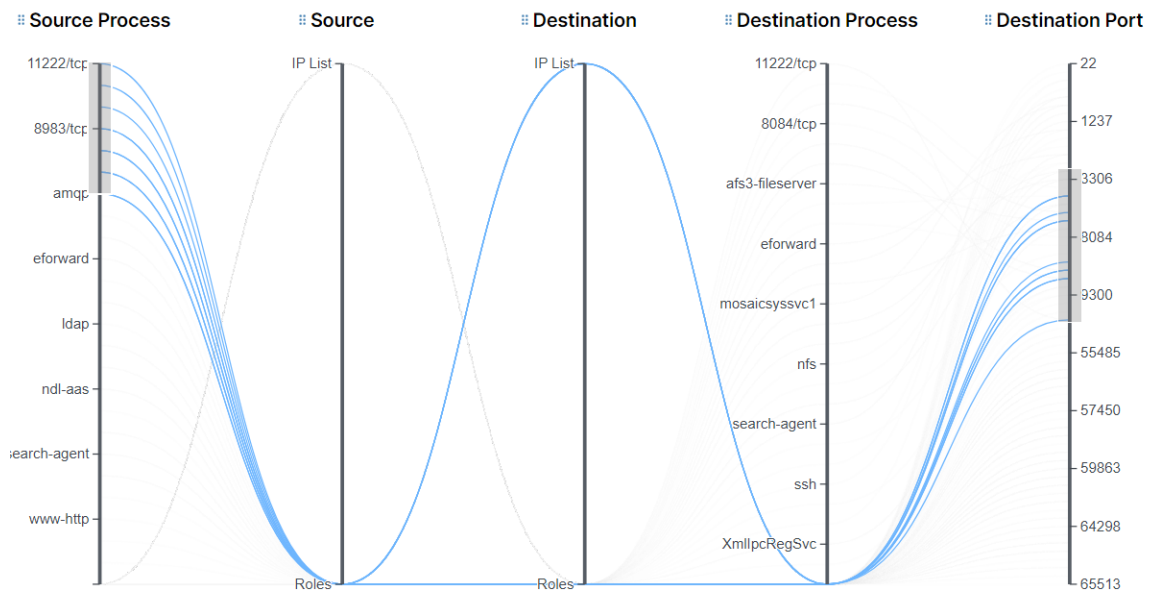 Source Process
Source
Destination
Destination Process
Destination Port
11222/tcp
8983/tcp
amqp
eforward
ldap
ndl-aas
search-agent
www-http
IP List
Roles
IP List
Roles
11222/tcp
8084/tcp
afs3-fileserver
eforward
mosaicsyssvc1
nfs
search-agent
ssh
XmlIpcRegSvc
22
1237
3306
8084
9300
55485
57450
59863
64298
65513